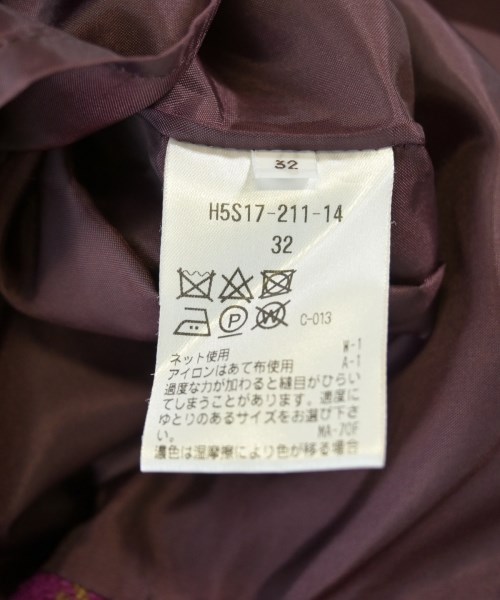 32
H5S17-211-14
32
P W C-013
W-1
ネット使用 A-1
アイロンはあて布使用
過度な力が加わると縫目がひらい
てしまうことがあります。適度に
ゆとりのあるサイズをお選び下さ
い。 MA-70F
濃色は湿摩擦により色が移る場合